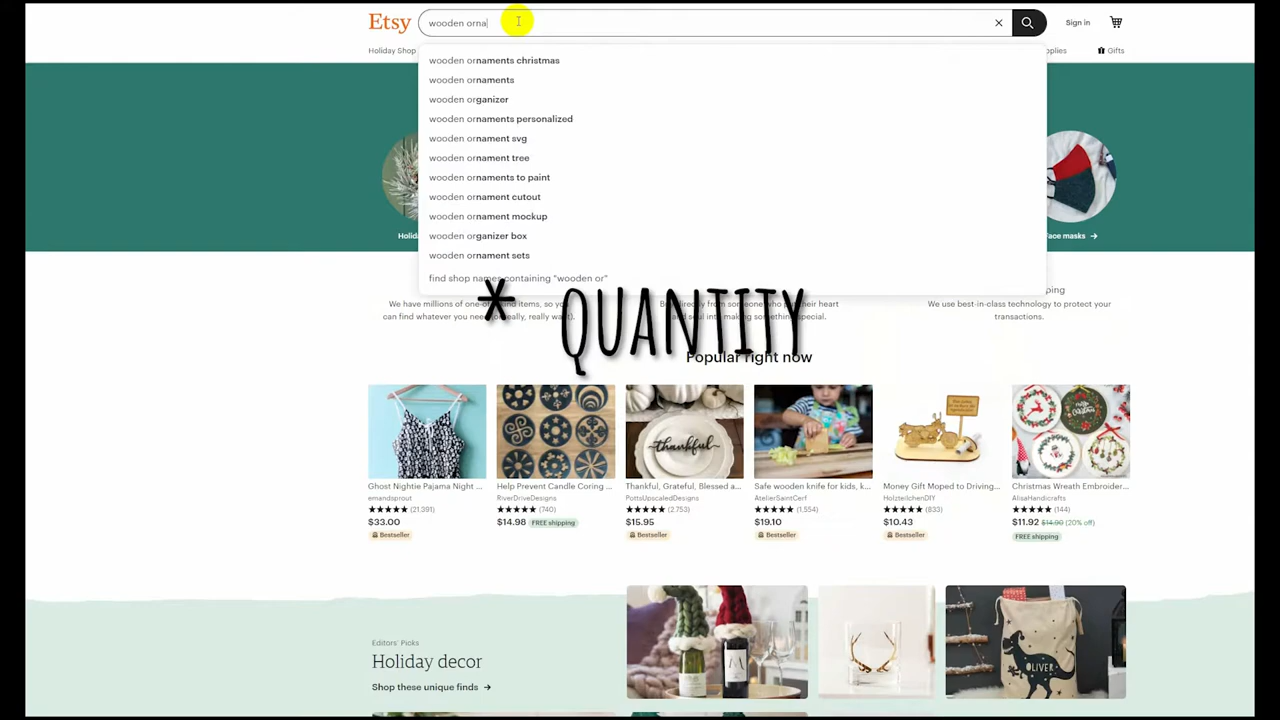 Etsy
wooden orna
Sign in
Holiday Shop
Gifts
wooden ornaments christmas
wooden ornaments
wooden organizer
wooden ornaments personalized
wooden ornament svg
wooden ornament tree
wooden ornaments to paint
wooden ornament cutout
wooden ornament mockup
wooden organizer box
wooden ornament sets
find shop names containing "wooden or"
Face masks →
* QUANTITY
We have millions of one-of-a-kind items, so you
can find whatever you need (or really, really want).
Buy directly from someone who put their heart
and soul into making something special.
We use best-in-class technology to protect your
transactions.
Popular right now
thankful
Ghost Nightie Pajama Night ...
emandsprout
★★★★★ (21.391)
$33.00
Bestseller
Help Prevent Candle Coring ...
RiverDriveDesigns
★★★★★ (740)
$14.98 FREE shipping
Thankful, Grateful, Blessed a...
PottsUpscaledDesigns
★★★★★ (2.753)
$15.95
Bestseller
Safe wooden knife for kids, k...
AtelierSaintCerf
★★★★★ (1,554)
$19.10
Bestseller
Money Gift Moped to Driving...
HolzteilchenDIY
★★★★★ (833)
$10.43
Bestseller
Christmas Wreath Embroider...
AlisaHandicrafts
★★★★★ (144)
$11.92 $14.90 (20% off)
FREE shipping
Editors' Picks
Holiday decor
Shop these unique finds →
M
OLIVER